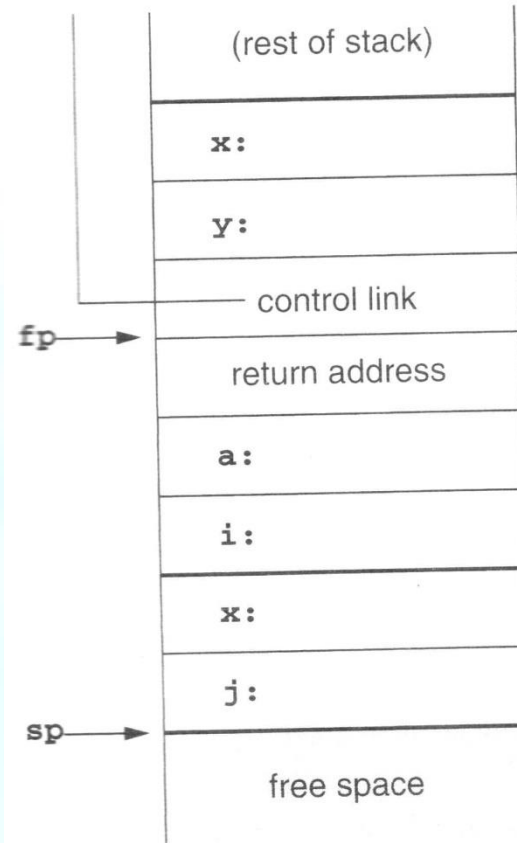 (rest of stack)
x:
y:
control link
fp
return address
a:
i:
x:
j:
sp
free space